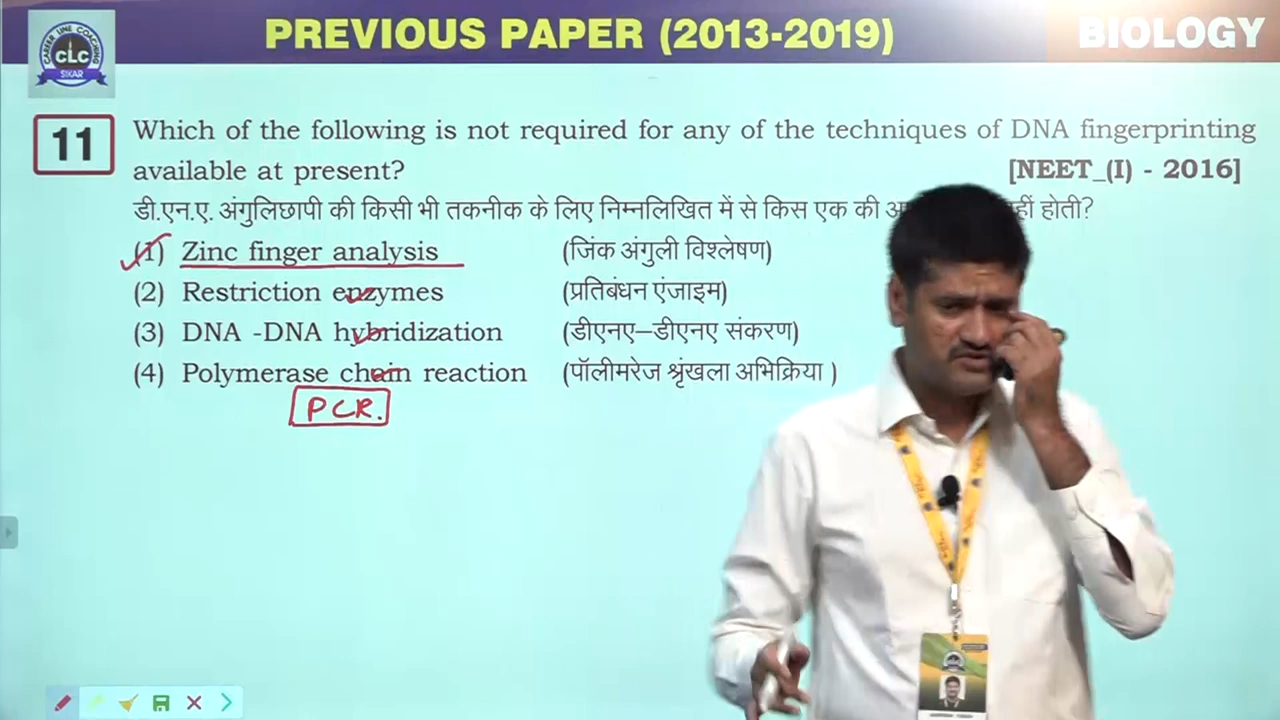 PREVIOUS PAPER (2013-2019)
BIOLOGY
CAREER LINE COACHING
CLC
SIKAR
11 Which of the following is not required for any of the techniques of DNA fingerprinting
available at present? [NEET_(I) - 2016]
डी.एन.ए. अंगुलिछापी की किसी भी तकनीक के लिए निम्नलिखित में से किस एक की होती?
(1) Zinc finger analysis (जिंक अंगुली विश्लेषण)
(2) Restriction enzymes (प्रतिबंधन एंजाइम)
(3) DNA -DNA hybridization (डीएनए–डीएनए संकरण)
(4) Polymerase chain reaction (पॉलीमरेज श्रृंखला अभिक्रिया )
PCR.